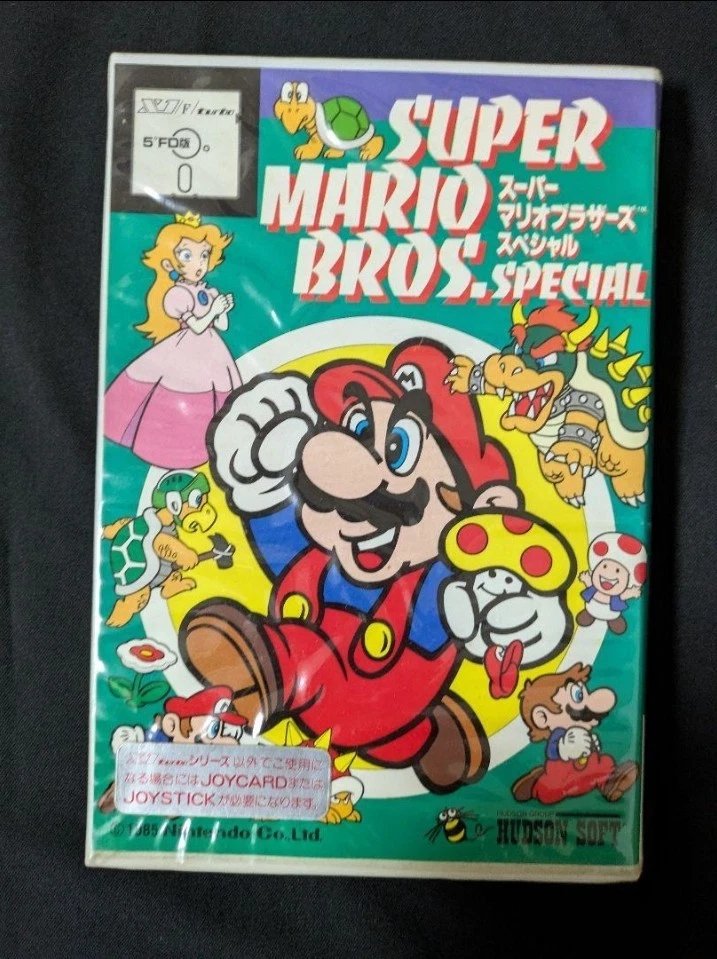 X1/F/turbo
5"FD版
SUPER
MARIO
BROS.
スーパー
マリオブラザーズ™
スペシャル
SPECIAL
M
X1turboシリーズ以外でご使用に
なる場合にはJOYCARDまたは
JOYSTICKが必要になります。
©1985 Nintendo Co., Ltd.
HUDSON GROUP
HUDSON SOFT